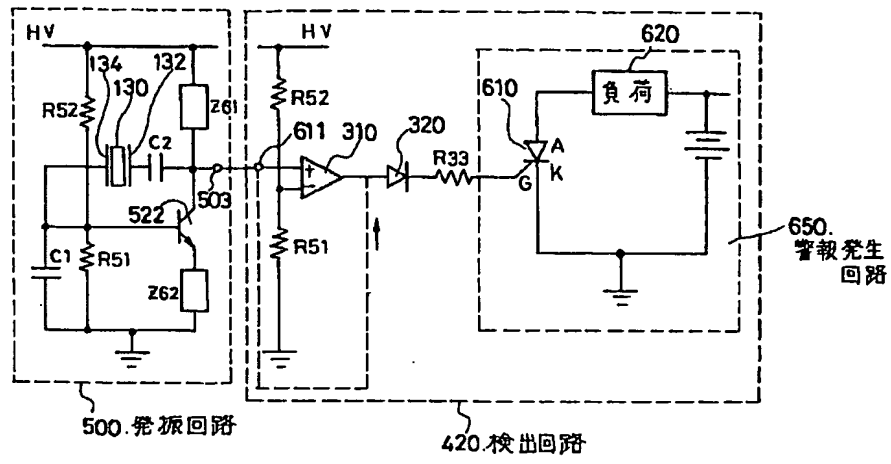 HV
134
130
132
R52
Z61
C2
503
522
C1
R51
Z62
500.発振回路
HV
R52
611
310
320
R33
R51
620
負荷
610
A
K
G
650.
警報発生
回路
420.検出回路